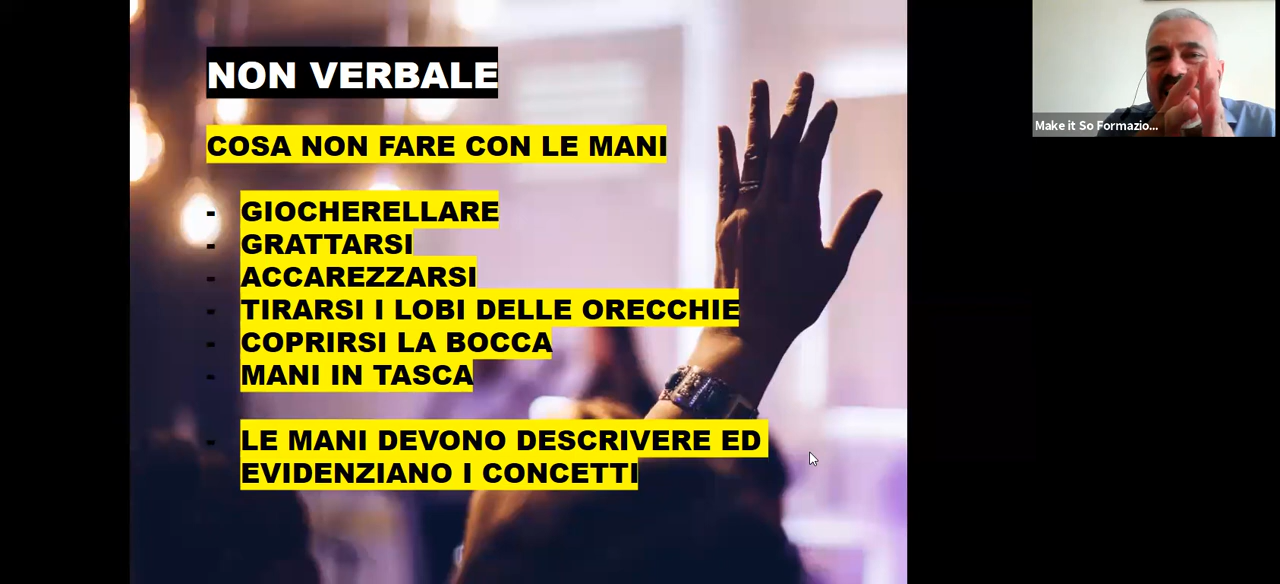 NON VERBALE
COSA NON FARE CON LE MANI
- GIOCHERELLARE
- GRATTARSI
- ACCAREZZARSI
- TIRARSI I LOBI DELLE ORECCHIE
- COPRIRSI LA BOCCA
- MANI IN TASCA
- LE MANI DEVONO DESCRIVERE ED
EVIDENZIANO I CONCETTI
Make it So Formazio...